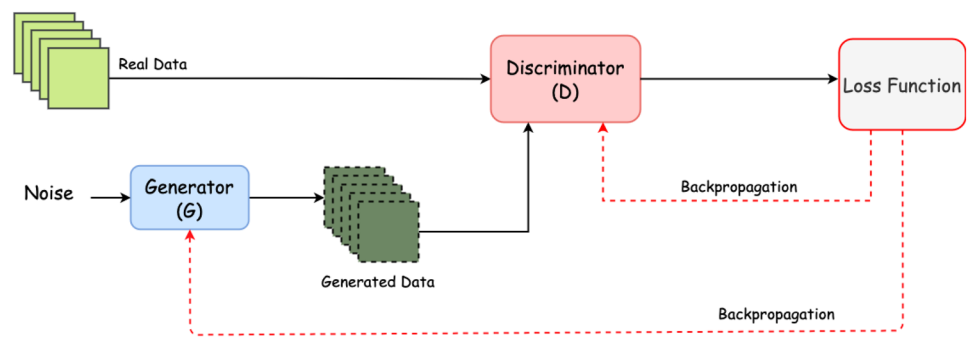 Real Data
Discriminator
(D)
Loss Function
Noise
Generator
(G)
Backpropagation
Generated Data
Backpropagation